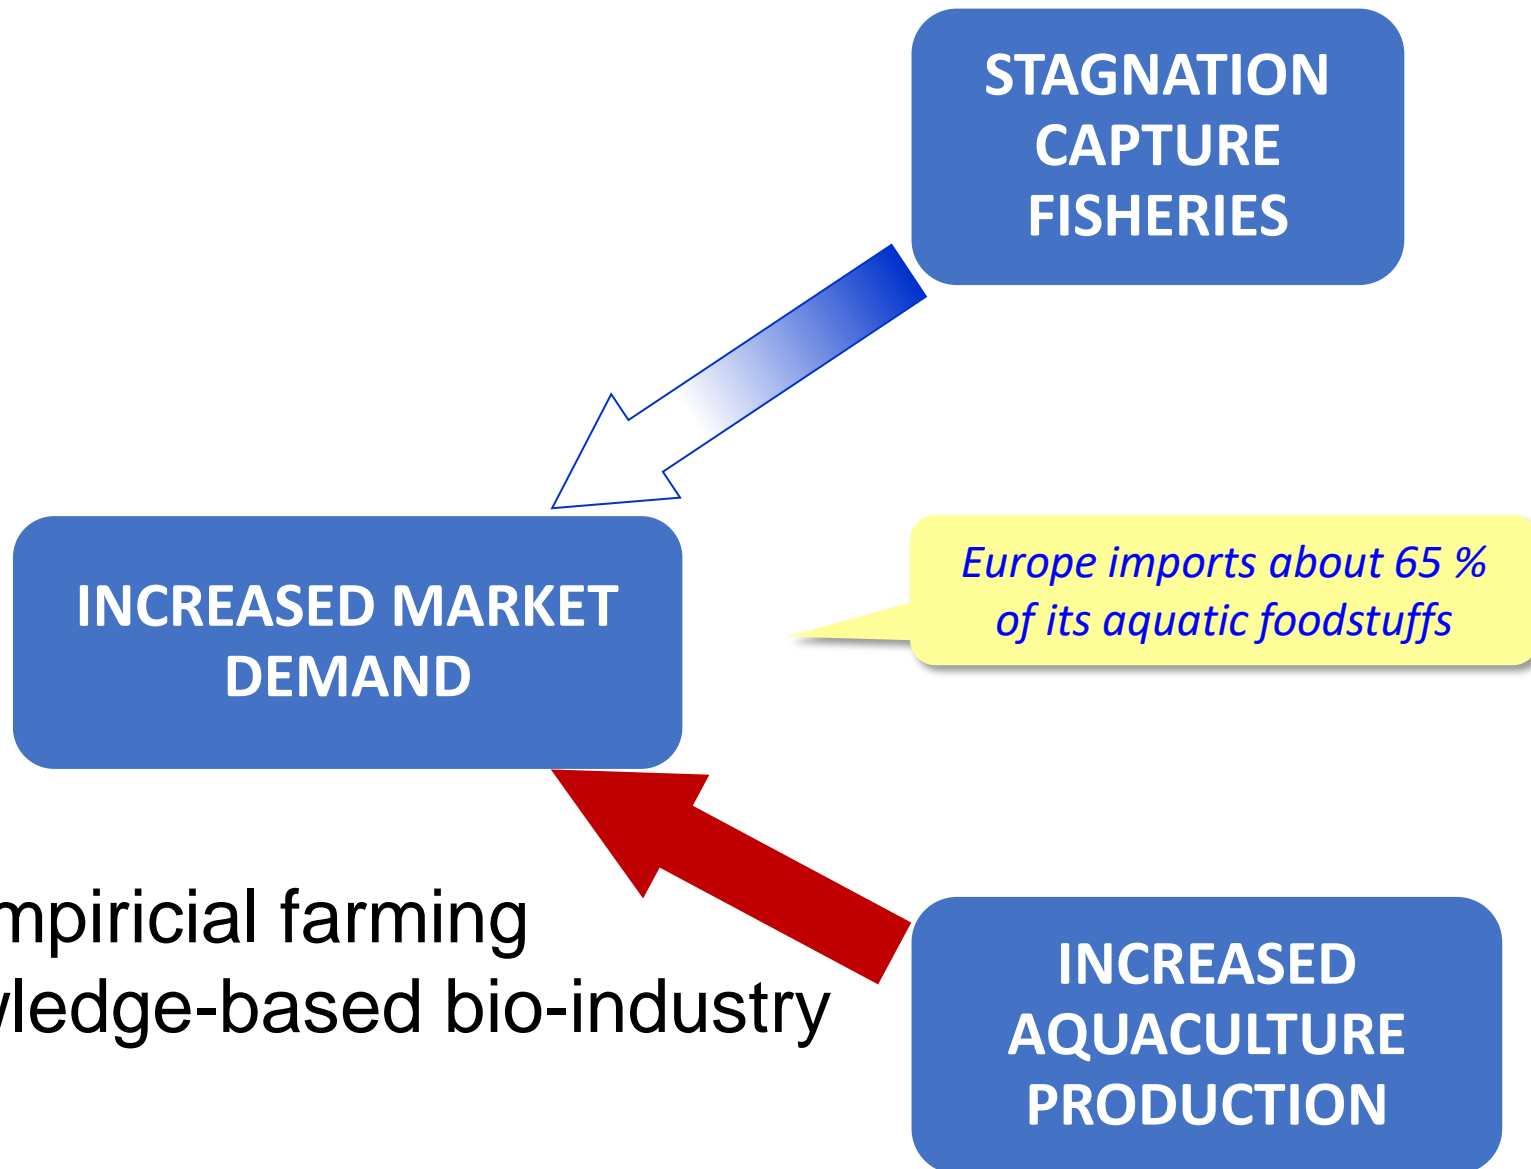 STAGNATION
CAPTURE
FISHERIES
INCREASED MARKET
DEMAND
Europe imports about 65 %
of its aquatic foodstuffs
mpiricial farming
ledge-based bio-industry
INCREASED
AQUACULTURE
PRODUCTION